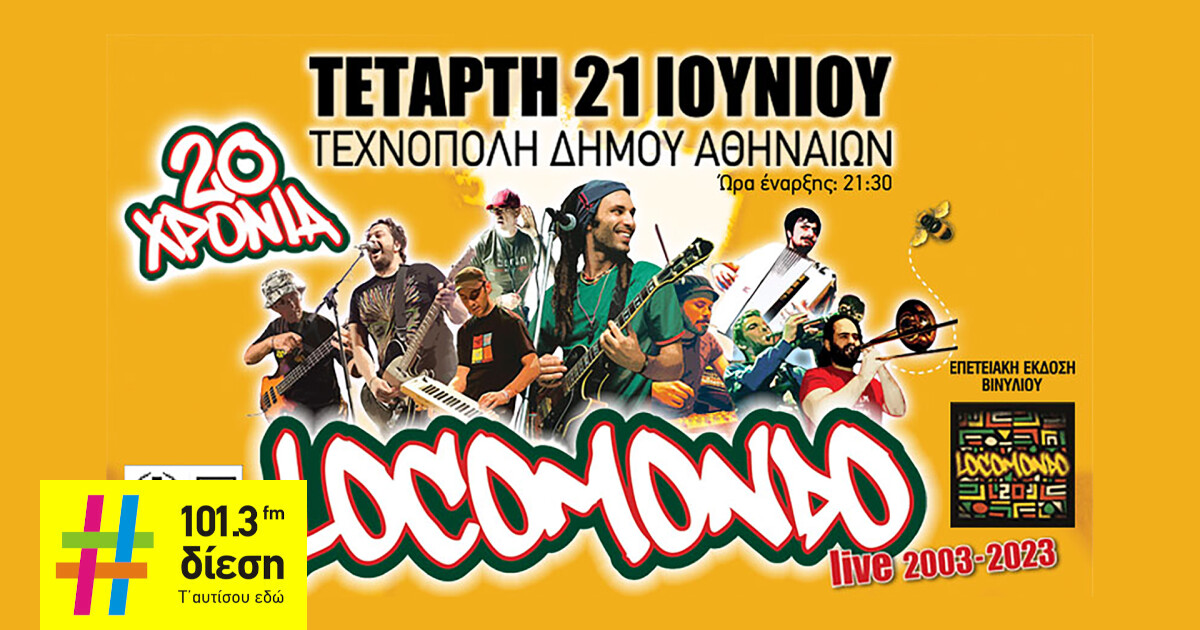 ΤΕΤΑΡΤΗ 21 ΙΟΥΝΙΟΥ
ΤΕΧΝΟΠΟΛΗ ΔΗΜΟΥ ΑΘΗΝΑΙΩΝ
Ώρα έναρξης: 21:30
20
ΧΡΟΝΙΑ
ΕΠΕΤΕΙΑΚΗ ΕΚΔΟΣΗ
ΒΙΝΥΛΙΟΥ
LOCOMONDO
LOCOMONDO
live 2003-2023
101.3 fm
δίεση
Τ΄αυτίσου εδώ